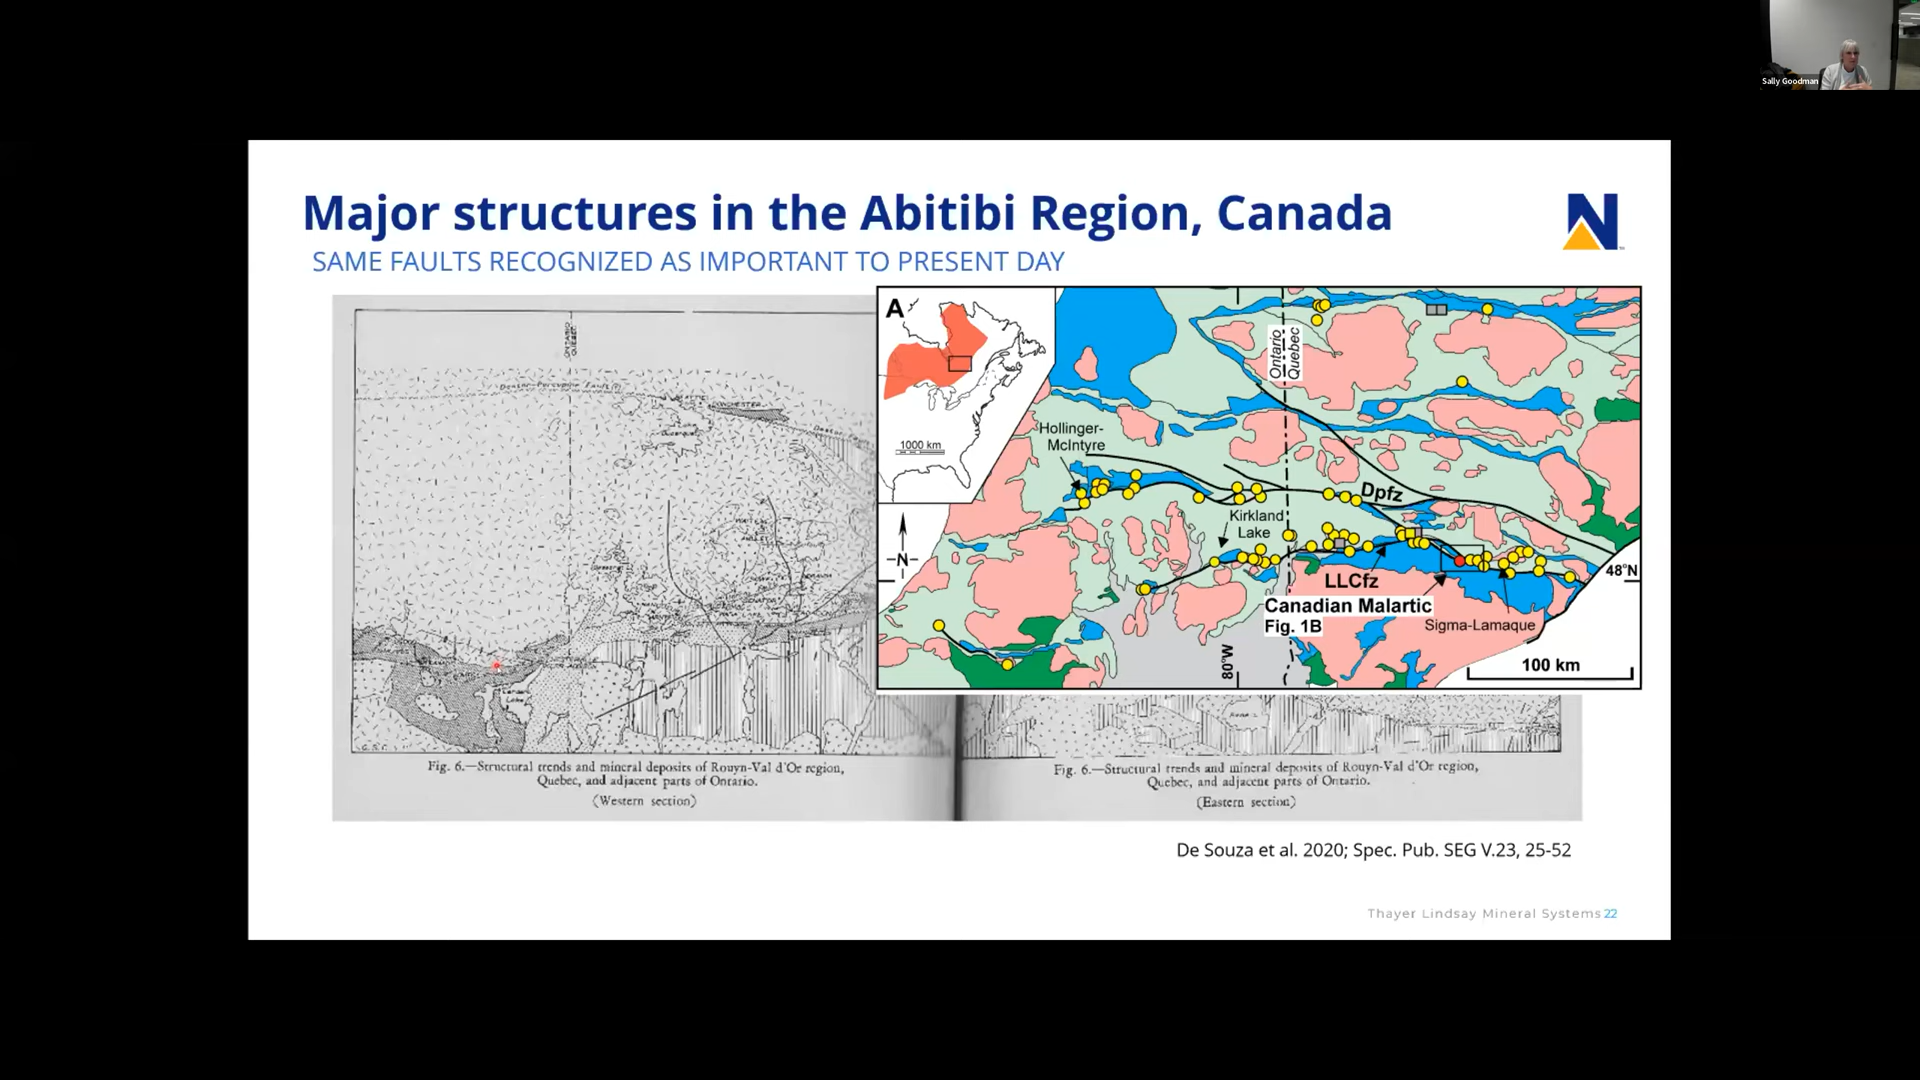 Sally Goodman
Major structures in the Abitibi Region, Canada
SAME FAULTS RECOGNIZED AS IMPORTANT TO PRESENT DAY
N
ONTARIO
QUEBEC
Fig. 6.—Structural trends and mineral deposits of Rouyn-Val d'Or region,
Quebec, and adjacent parts of Ontario.
(Western section)
Fig. 6.—Structural trends and mineral deposits of Rouyn-Val d'Or region,
Quebec, and adjacent parts of Ontario.
(Eastern section)
A
1000 km
N
Ontario
Quebec
Hollinger-
McIntyre
Dpfz
Kirkland
Lake
LLCfz
48°N
Canadian Malartic
Fig. 1B
Sigma-Lamaque
80°W
100 km
De Souza et al. 2020; Spec. Pub. SEG V.23, 25-52
Thayer Lindsay Mineral Systems 22